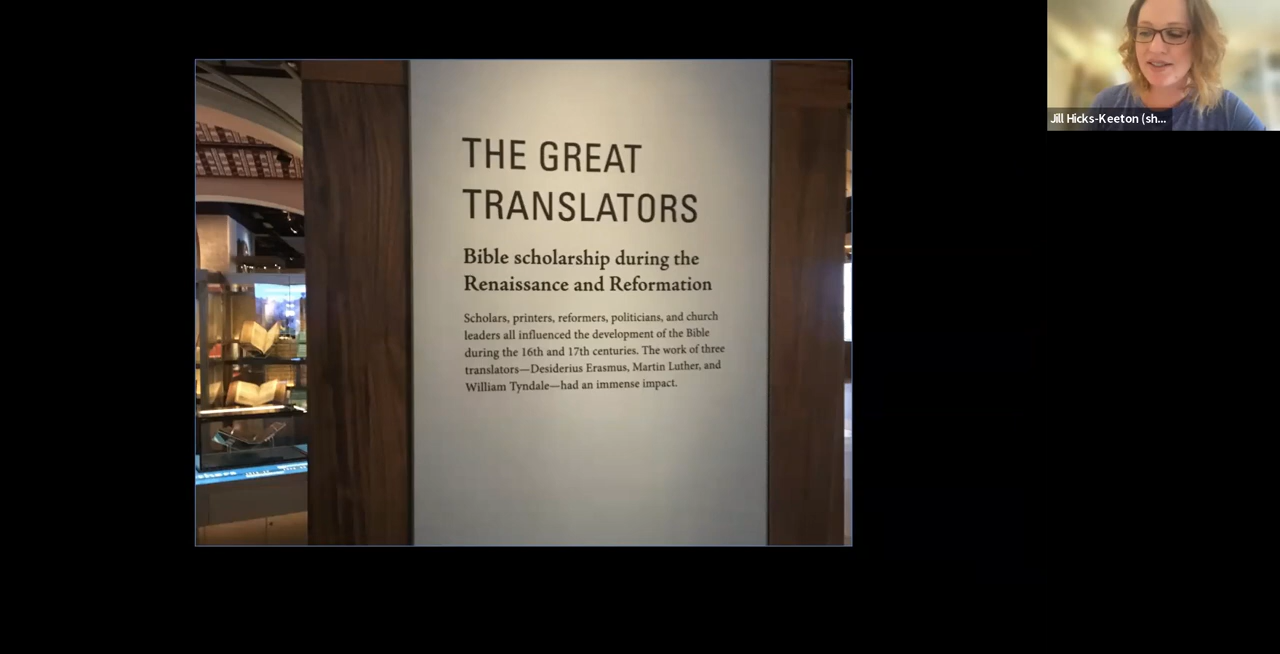 THE GREAT
TRANSLATORS
Bible scholarship during the
Renaissance and Reformation
Scholars, printers, reformers, politicians, and church
leaders all influenced the development of the Bible
during the 16th and 17th centuries. The work of three
translators—Desiderius Erasmus, Martin Luther, and
William Tyndale—had an immense impact.
Jill Hicks-Keeton (sh...